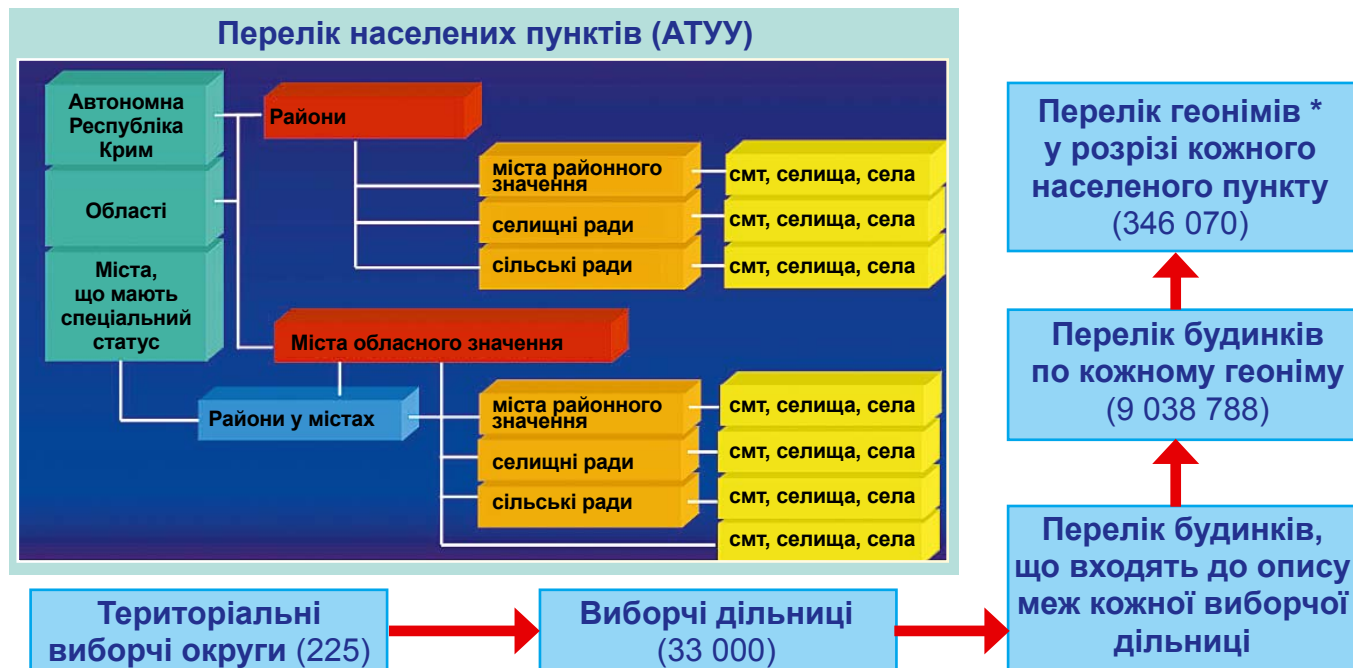 Перелік населених пунктів (АТУУ)
Автономна
Республіка
Крим
Області
Міста,
що мають
спеціальний
статус
Райони
міста районного
значення
селищні ради
сільські ради
смт, селища, села
смт, селища, села
смт, селища, села
Міста обласного значення
Райони у містах
міста районного
значення
селищні ради
сільські ради
смт, селища, села
смт, селища, села
смт, селища, села
смт, селища, села
Територіальні
виборчі округи (225)
Виборчі дільниці
(33 000)
Перелік будинків,
що входять до опису
меж кожної виборчої
дільниці
Перелік будинків
по кожному геоніму
(9 038 788)
Перелік геонімів *
у розрізі кожного
населеного пункту
(346 070)